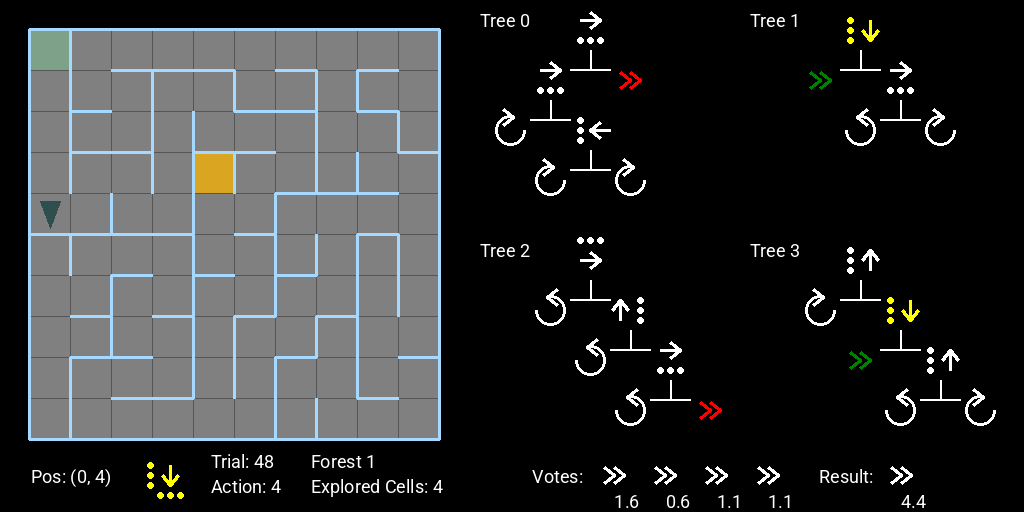 Tree 0
Tree 1
Tree 2
Tree 3
Pos: (0, 4)
Trial: 48
Action: 4
Forest 1
Explored Cells: 4
Votes:
1.6
0.6
1.1
1.1
Result:
4.4